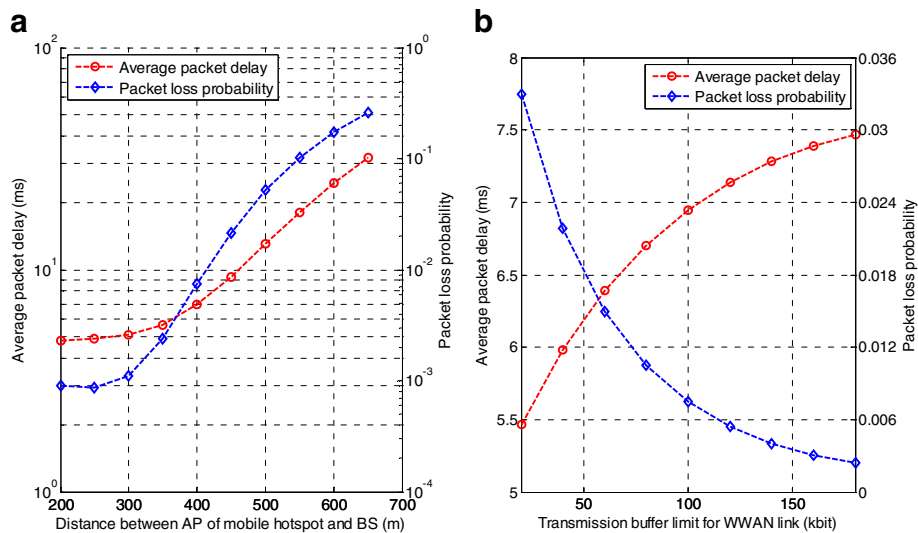 a
10^2
10^1
10^0
Average packet delay (ms)
Average packet delay
Packet loss probability
10^0
10^-1
10^-2
10^-3
10^-4
Packet loss probability
200 300 400 500 600 700
Distance between AP of mobile hotspot and BS (m)
b
8
7.5
7
6.5
6
5.5
5
Average packet delay (ms)
Average packet delay
Packet loss probability
0.036
0.03
0.024
0.018
0.012
0.006
0
Packet loss probability
50 100 150
Transmission buffer limit for WWAN link (kbit)